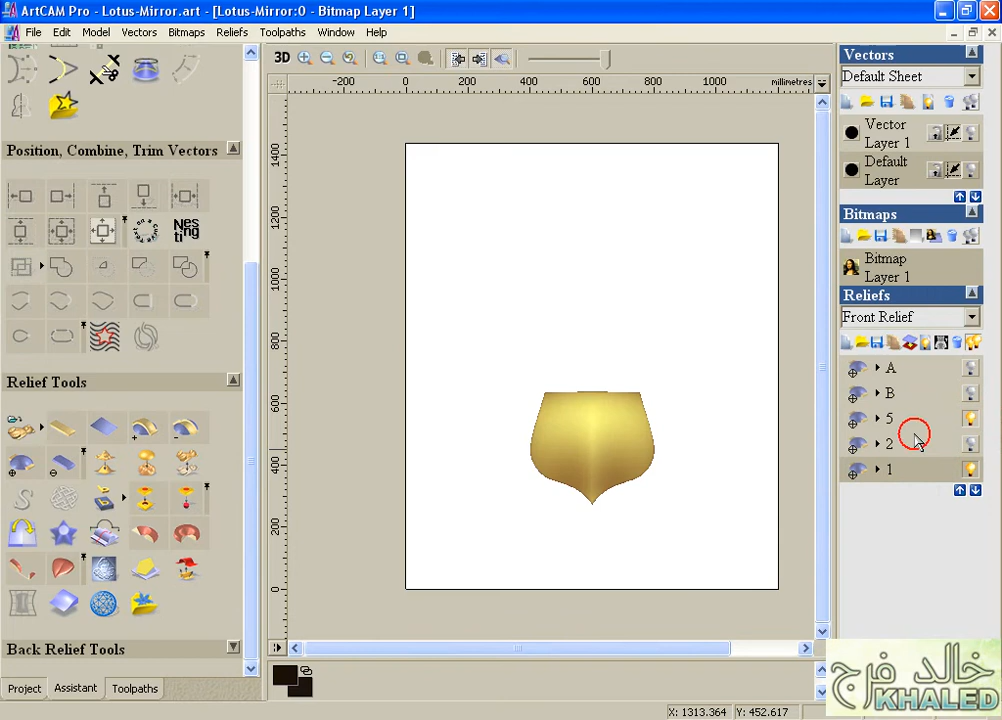 ArtCAM Pro - Lotus-Mirror.art - [Lotus-Mirror:0 - Bitmap Layer 1]
File Edit Model Vectors Bitmaps Reliefs Toolpaths Window Help
3D
-200 0 200 400 600 800 1000 millimetres
1400
1200
1000
800
600
400
200
0
Position, Combine, Trim Vectors
Nes
ti ng
Relief Tools
Back Relief Tools
Project Assistant Toolpaths
Vectors
Default Sheet
Vector
Layer 1
Default
Layer
Bitmaps
Bitmap
Layer 1
Reliefs
Front Relief
A
B
5
2
1
X: 1313.364 Y: 452.617
خالد فرج
KHALED